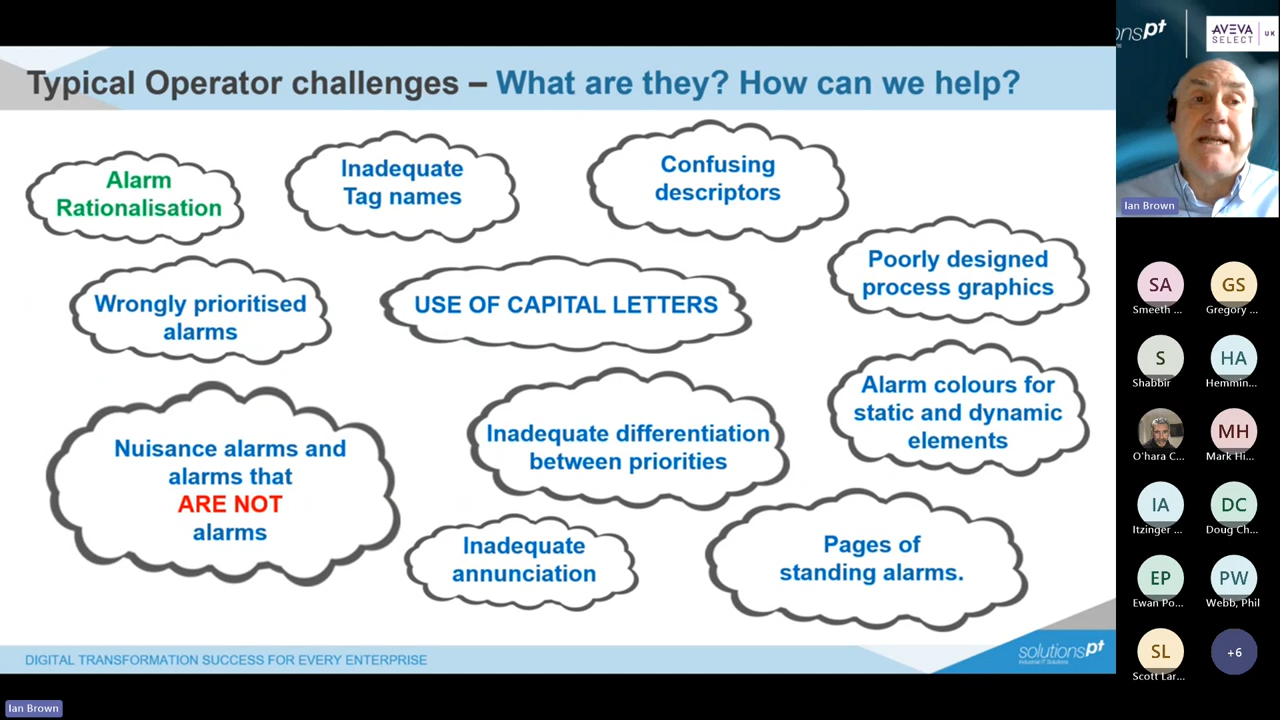 Typical Operator challenges – What are they? How can we help?
Alarm
Rationalisation
Inadequate
Tag names
Confusing
descriptors
Poorly designed
process graphics
Wrongly prioritised
alarms
USE OF CAPITAL LETTERS
Alarm colours for
static and dynamic
elements
Nuisance alarms and
alarms that
ARE NOT
alarms
Inadequate differentiation
between priorities
Inadequate
annunciation
Pages of
standing alarms.
DIGITAL TRANSFORMATION SUCCESS FOR EVERY ENTERPRISE
solutionspt
Industrial IT Solutions
Ian Brown
onspt
AVEVA
SELECT
UK
Ian Brown
SA
Smeeth ...
GS
Gregory ...
S
Shabbir
HA
Hemmin...
O'hara C...
MH
Mark Hi...
IA
Itzinger ...
DC
Doug Ch...
EP
Ewan Po...
PW
Webb, Phil
SL
Scott Lar...
+6